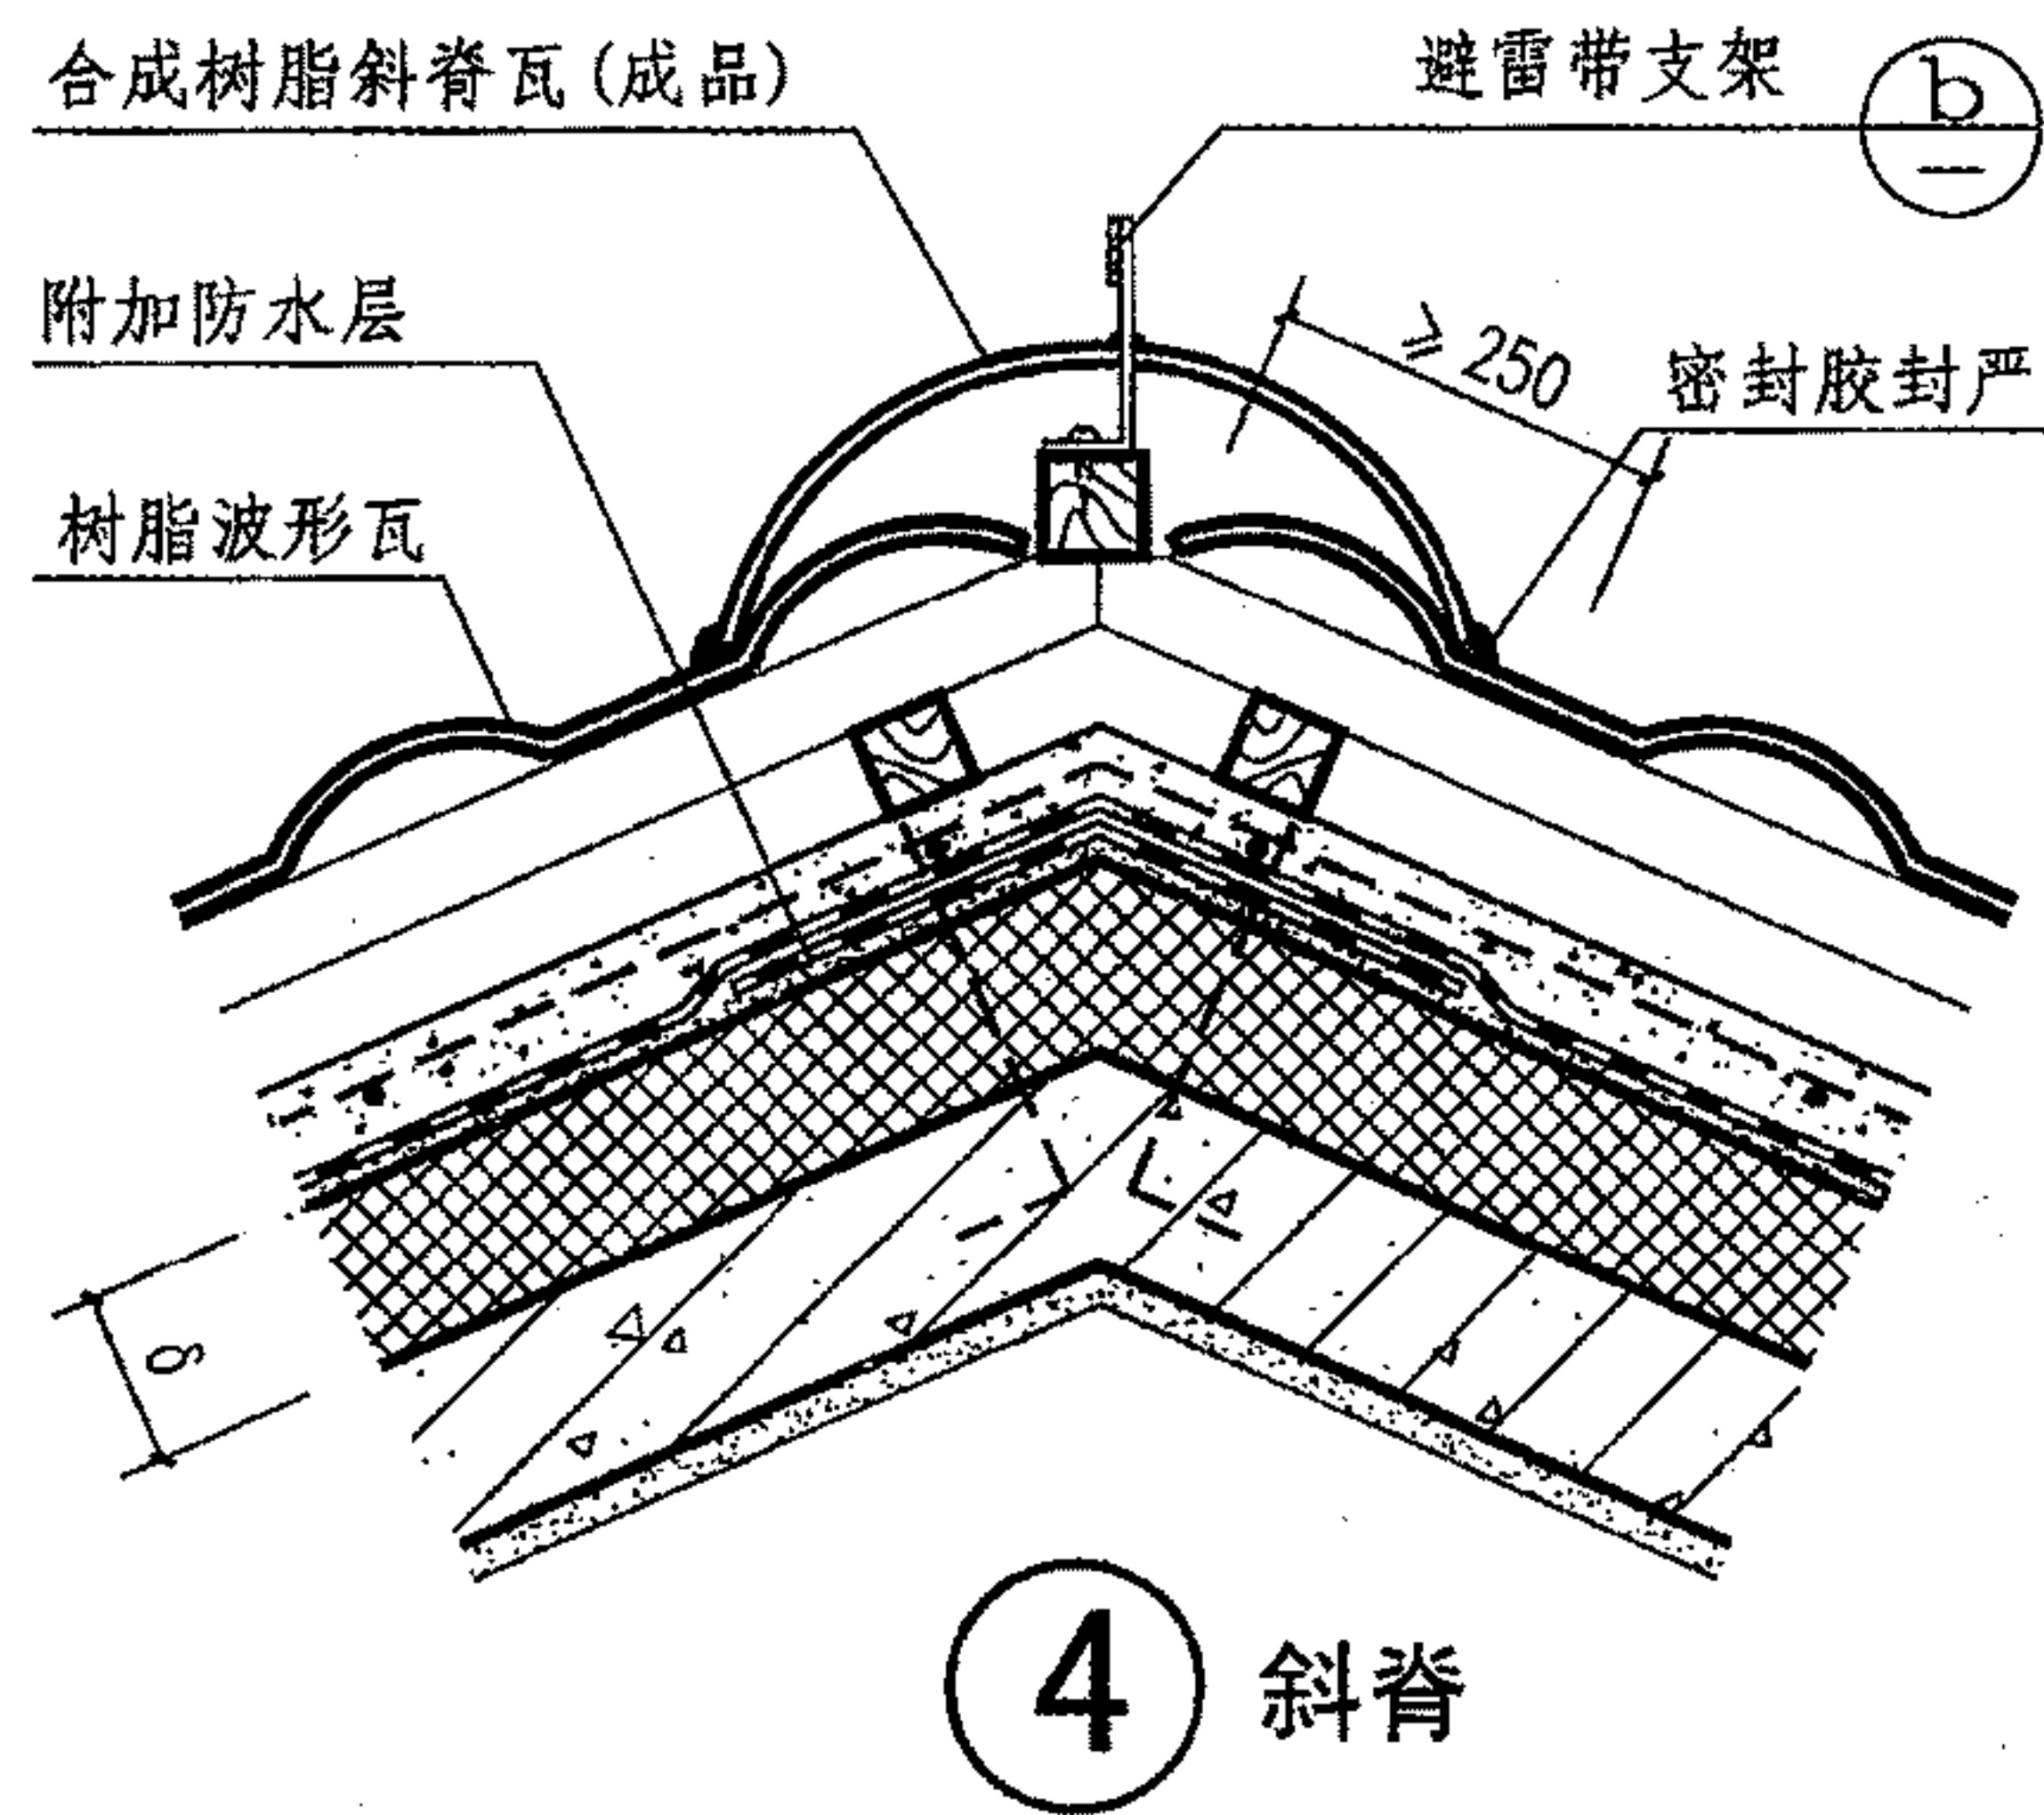 合成树脂斜脊瓦(成品)
避雷带支架
b
—
附加防水层
≥250
密封胶封严
树脂波形瓦
δ
4 斜脊